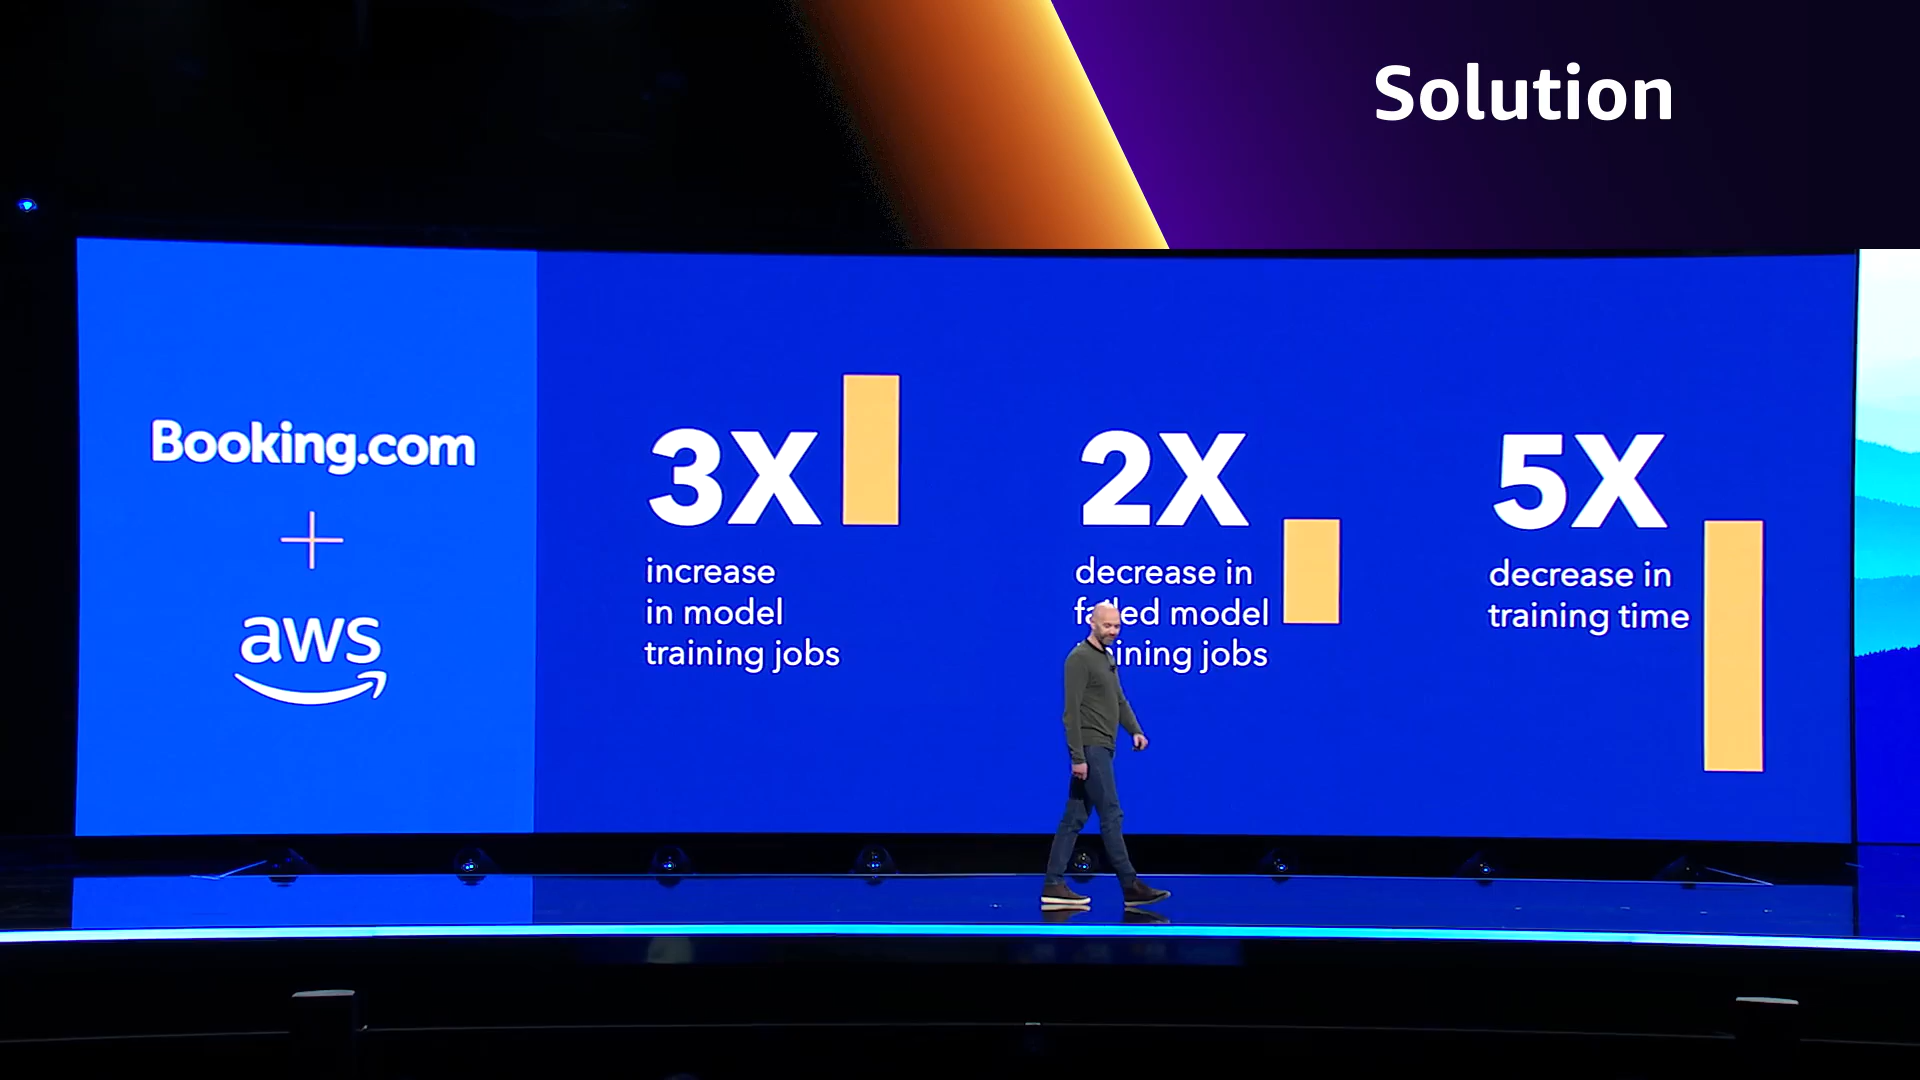 Solution
Booking.com
+
aws
3X
increase
in model
training jobs
2X
decrease in
model
jobs
5X
decrease in
training time